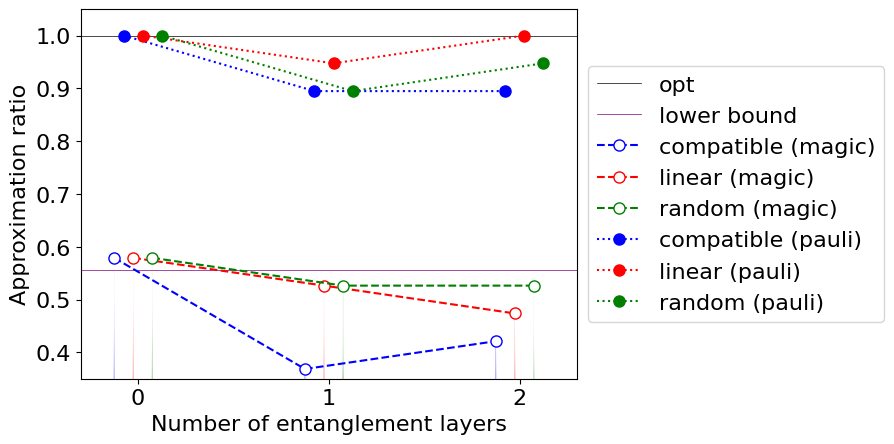 1.0
0.9
0.8
0.7
0.6
0.5
0.4
Approximation ratio
0
1
2
Number of entanglement layers
opt
lower bound
compatible (magic)
linear (magic)
random (magic)
compatible (pauli)
linear (pauli)
random (pauli)